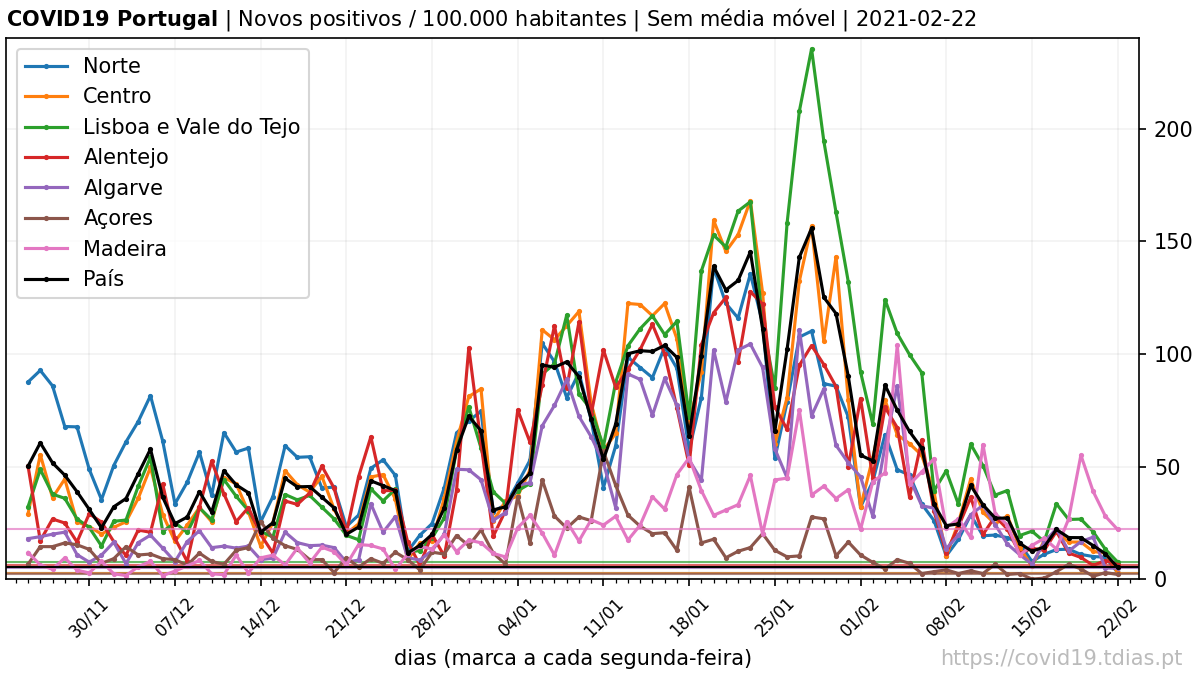 COVID19 Portugal | Novos positivos / 100.000 habitantes | Sem média móvel | 2021-02-22
Norte
Centro
Lisboa e Vale do Tejo
Alentejo
Algarve
Açores
Madeira
País
200
150
100
50
0
30/11
07/12
14/12
21/12
28/12
04/01
11/01
18/01
25/01
01/02
08/02
15/02
22/02
dias (marca a cada segunda-feira)
https://covid19.tdias.pt